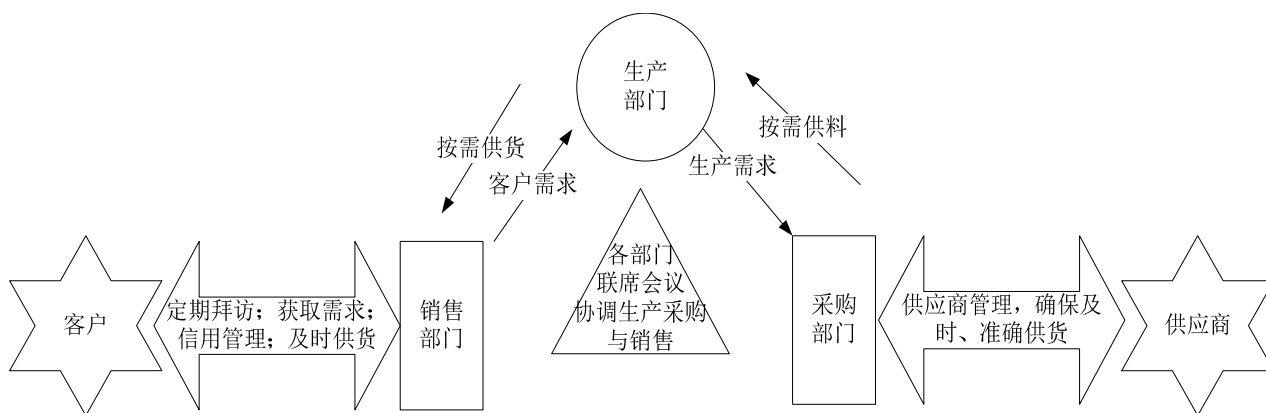 生产
部门
按需供货
客户需求
生产需求
按需供料
客户
定期拜访；获取需求；
信用管理；及时供货
销售
部门
各部门
联席会议
协调生产采购
与销售
采购
部门
供应商管理，确保及
时、准确供货
供应商